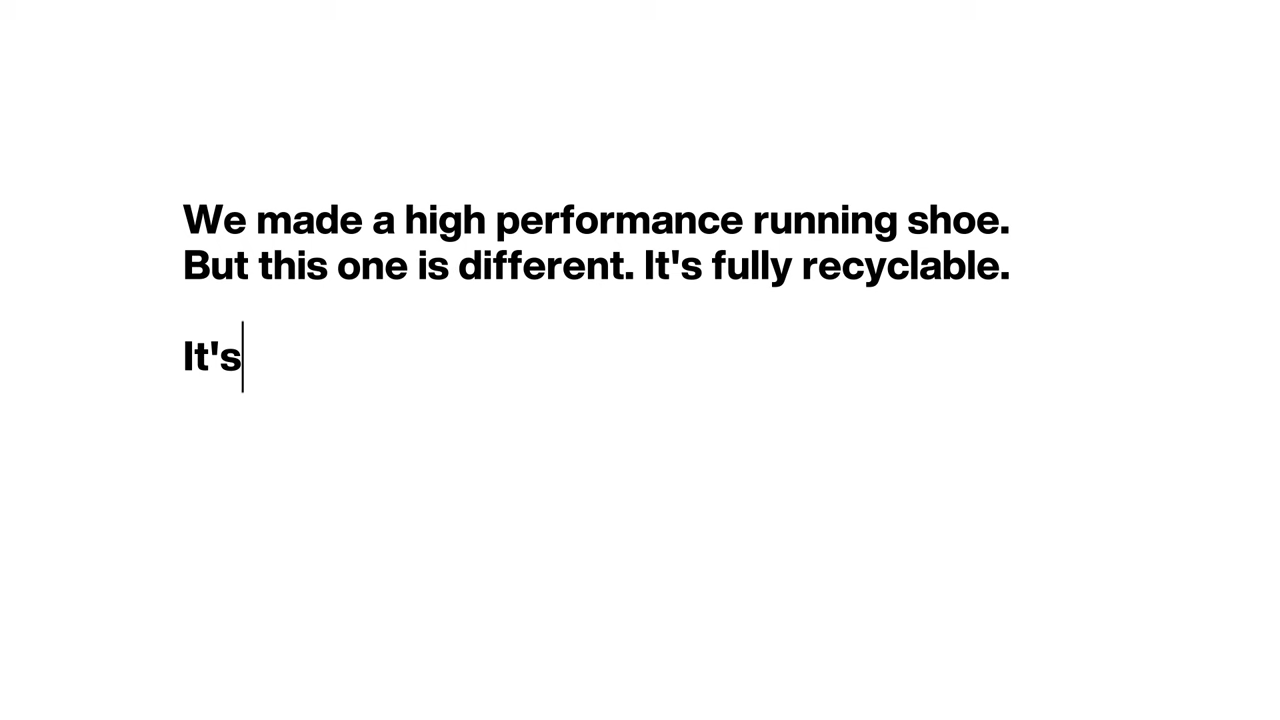 We made a high performance running shoe.
But this one is different. It's fully recyclable.
It's